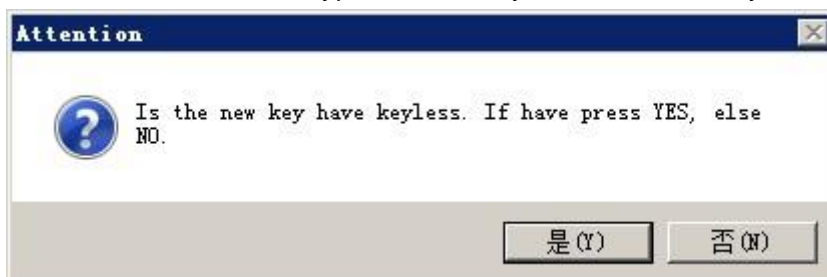 Attention
Is the new key have keyless. If have press YES, else
NO.
是(Y) 否(N)